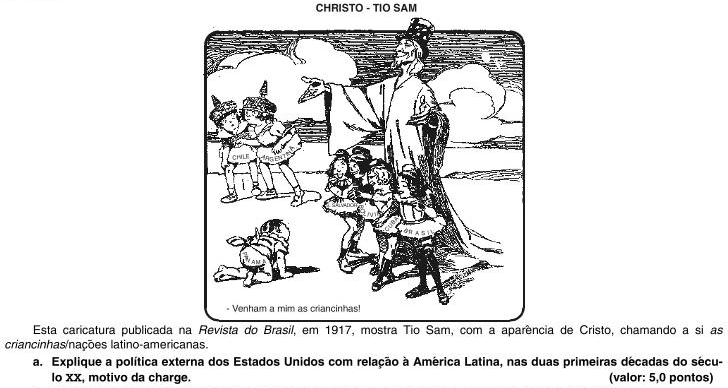 CHRISTO - TIO SAM
CHILE
ARGENTINA
SALVADOR
BOLIVIA
CUBA
BRASIL
PANAMA
- Venham a mim as criancinhas!
Esta caricatura publicada na Revista do Brasil, em 1917, mostra Tio Sam, com a aparência de Cristo, chamando a si as
criancinhas/nações latino-americanas.
a. Explique a política externa dos Estados Unidos com relação à América Latina, nas duas primeiras décadas do sécu-
lo XX, motivo da charge. (valor: 5,0 pontos)